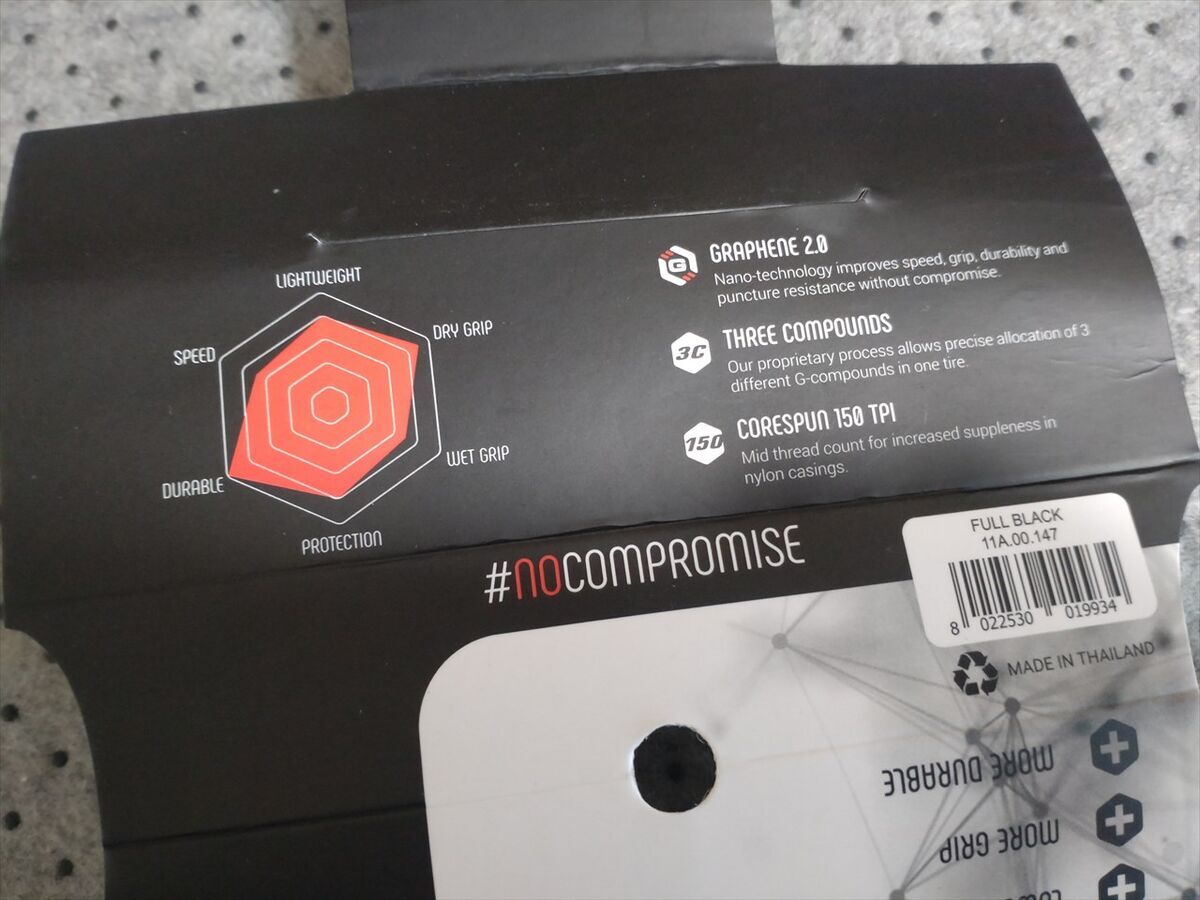 LIGHTWEIGHT
DRY GRIP
SPEED
WET GRIP
DURABLE
PROTECTION
G
GRAPHENE 2.0
Nano-technology improves speed, grip, durability and
puncture resistance without compromise.
3C
THREE COMPOUNDS
Our proprietary process allows precise allocation of 3
different G-compounds in one tire.
150
CORESPUN 150 TPI
Mid thread count for increased suppleness in
nylon casings.
#NOCOMPROMISE
FULL BLACK
11A.00.147
8 022530 019934
MADE IN THAILAND
MORE DURABLE
MORE GRIP